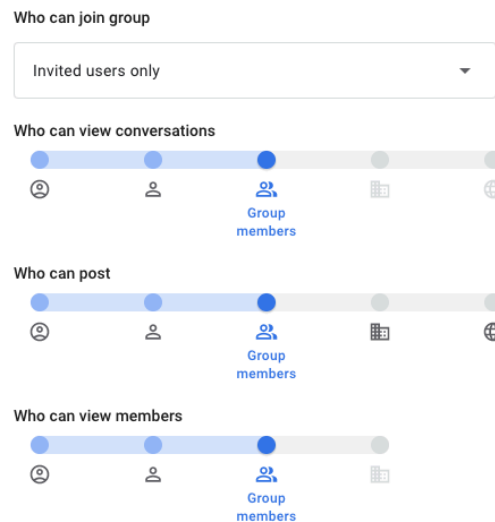 Who can join group
Invited users only
Who can view conversations
Group
members
Who can post
Group
members
Who can view members
Group
members